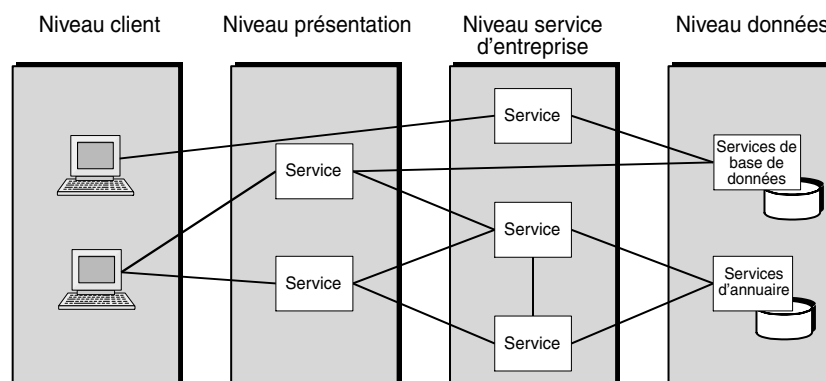 Niveau client
Niveau présentation
Niveau service
d'entreprise
Niveau données
Service
Service
Service
Service
Service
Services de
base de
données
Services
d'annuaire